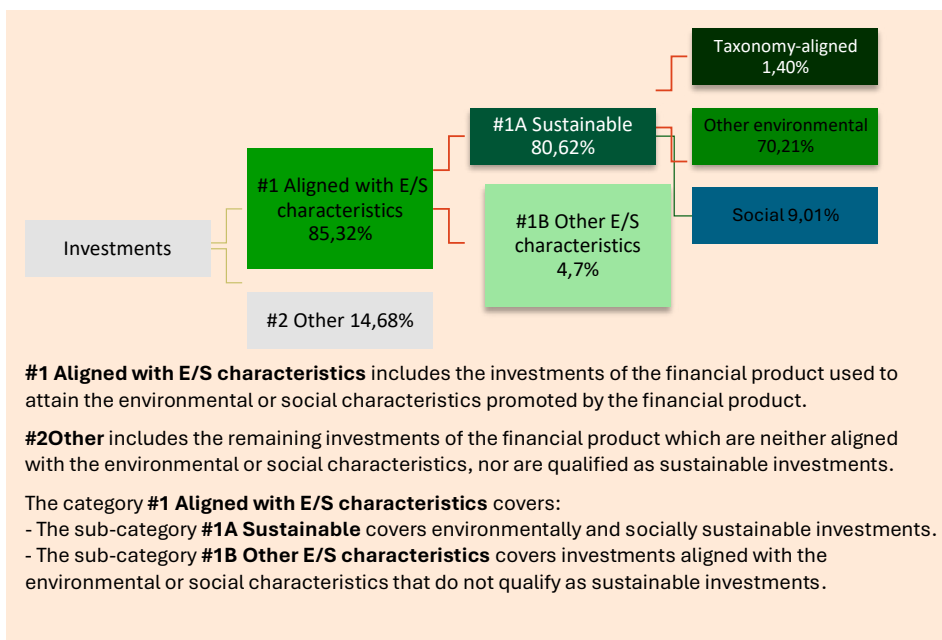 Taxonomy-aligned
1,40%
#1A Sustainable
80,62%
Other environmental
70,21%
#1 Aligned with E/S
characteristics
85,32%
#1B Other E/S
characteristics
4,7%
Social 9,01%
Investments
#2 Other 14,68%
#1 Aligned with E/S characteristics includes the investments of the financial product used to
attain the environmental or social characteristics promoted by the financial product.
#2Other includes the remaining investments of the financial product which are neither aligned
with the environmental or social characteristics, nor are qualified as sustainable investments.
The category #1 Aligned with E/S characteristics covers:
- The sub-category #1A Sustainable covers environmentally and socially sustainable investments.
- The sub-category #1B Other E/S characteristics covers investments aligned with the
environmental or social characteristics that do not qualify as sustainable investments.